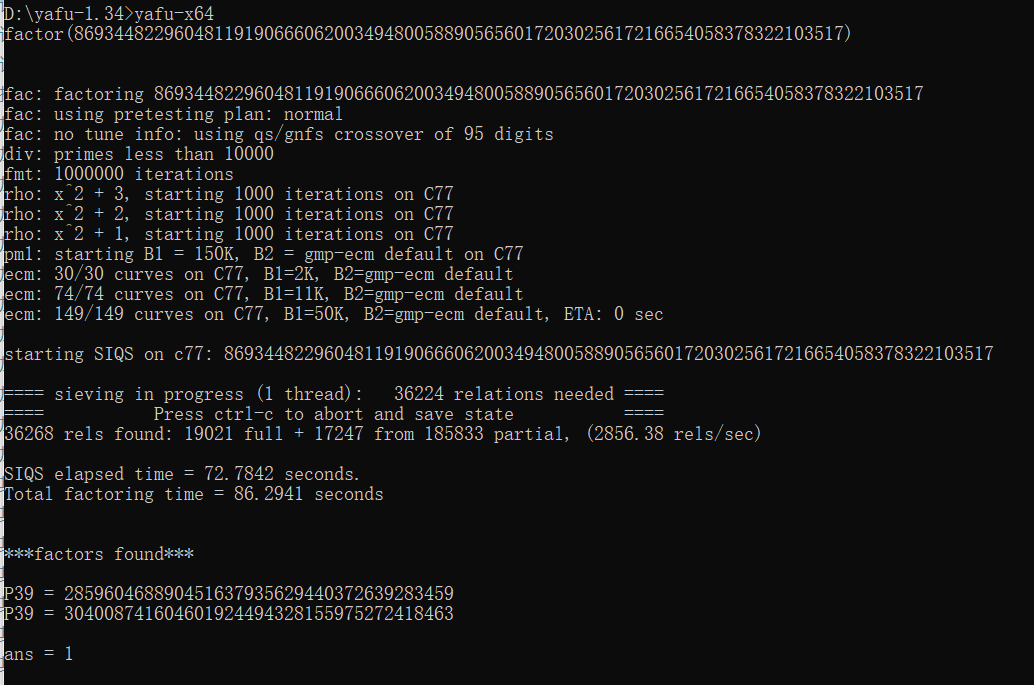 D:\yafu-1.34>yafu-x64
factor(86934482296048119190666062003494800588905656017203025617216654058378322103517)
fac: factoring 86934482296048119190666062003494800588905656017203025617216654058378322103517
fac: using pretesting plan: normal
fac: no tune info: using qs/gnfs crossover of 95 digits
div: primes less than 10000
fmt: 1000000 iterations
rho: x^2 + 3, starting 1000 iterations on C77
rho: x^2 + 2, starting 1000 iterations on C77
rho: x^2 + 1, starting 1000 iterations on C77
pm1: starting B1 = 150K, B2 = gmp-ecm default on C77
ecm: 30/30 curves on C77, B1=2K, B2=gmp-ecm default
ecm: 74/74 curves on C77, B1=11K, B2=gmp-ecm default
ecm: 149/149 curves on C77, B1=50K, B2=gmp-ecm default, ETA: 0 sec
starting SIQS on c77: 86934482296048119190666062003494800588905656017203025617216654058378322103517
==== sieving in progress (1 thread):   36224 relations needed ====
====           Press ctrl-c to abort and save state           ====
36268 rels found: 19021 full + 17247 from 185833 partial, (2856.38 rels/sec)
SIQS elapsed time = 72.7842 seconds.
Total factoring time = 86.2941 seconds
***factors found***
P39 = 285960468890451637935629440372639283459
P39 = 304008741604601924494328155975272418463
ans = 1